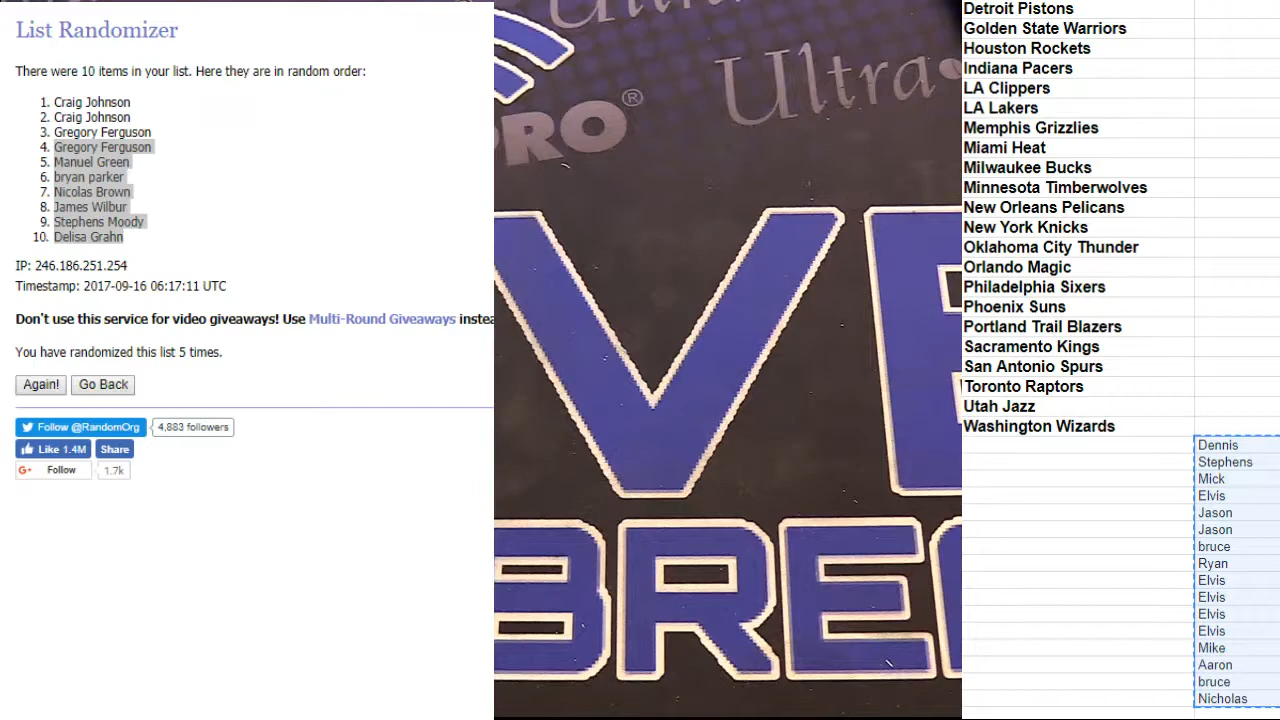 List Randomizer
There were 10 items in your list. Here they are in random order:
1. Craig Johnson
2. Craig Johnson
3. Gregory Ferguson
4. Gregory Ferguson
5. Manuel Green
6. bryan parker
7. Nicolas Brown
8. James Wilbur
9. Stephens Moody
10. Delisa Grahn
IP: 246.186.251.254
Timestamp: 2017-09-16 06:17:11 UTC
Don't use this service for video giveaways! Use Multi-Round Giveaways instea
You have randomized this list 5 times.
Again! Go Back
Follow @RandomOrg 4,883 followers
Like 1.4M Share
G+ Follow 1.7k
Ultra
Ultra
PRO ®
V
BRE
Detroit Pistons
Golden State Warriors
Houston Rockets
Indiana Pacers
LA Clippers
LA Lakers
Memphis Grizzlies
Miami Heat
Milwaukee Bucks
Minnesota Timberwolves
New Orleans Pelicans
New York Knicks
Oklahoma City Thunder
Orlando Magic
Philadelphia Sixers
Phoenix Suns
Portland Trail Blazers
Sacramento Kings
San Antonio Spurs
Toronto Raptors
Utah Jazz
Washington Wizards
Dennis
Stephens
Mick
Elvis
Jason
Jason
bruce
Ryan
Elvis
Elvis
Elvis
Elvis
Mike
Aaron
bruce
Nicholas